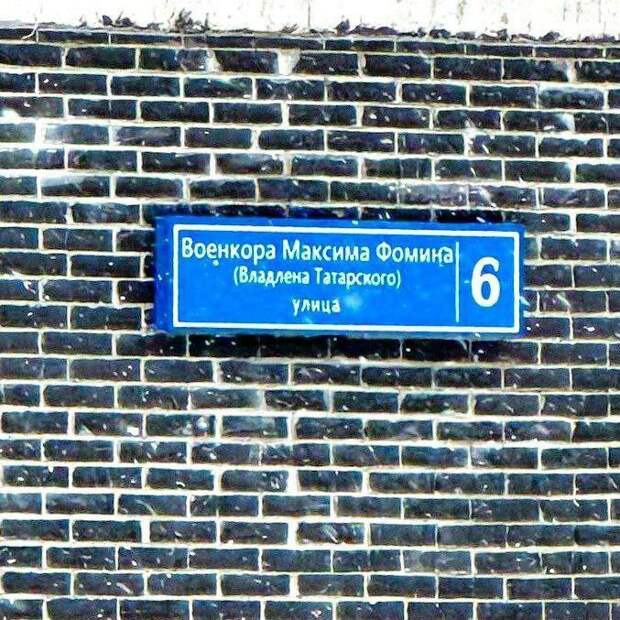 Военкора Максима Фомина
(Владлена Татарского)
улица
6